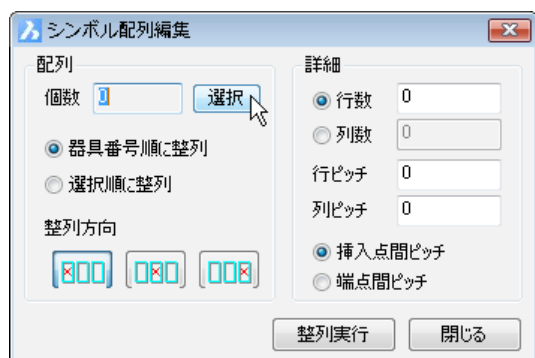 シンボル配列編集
配列
個数 0 選択
器具番号順に整列
選択順に整列
整列方向
詳細
行数 0
列数 0
行ピッチ 0
列ピッチ 0
挿入点間ピッチ
端点間ピッチ
整列実行 閉じる